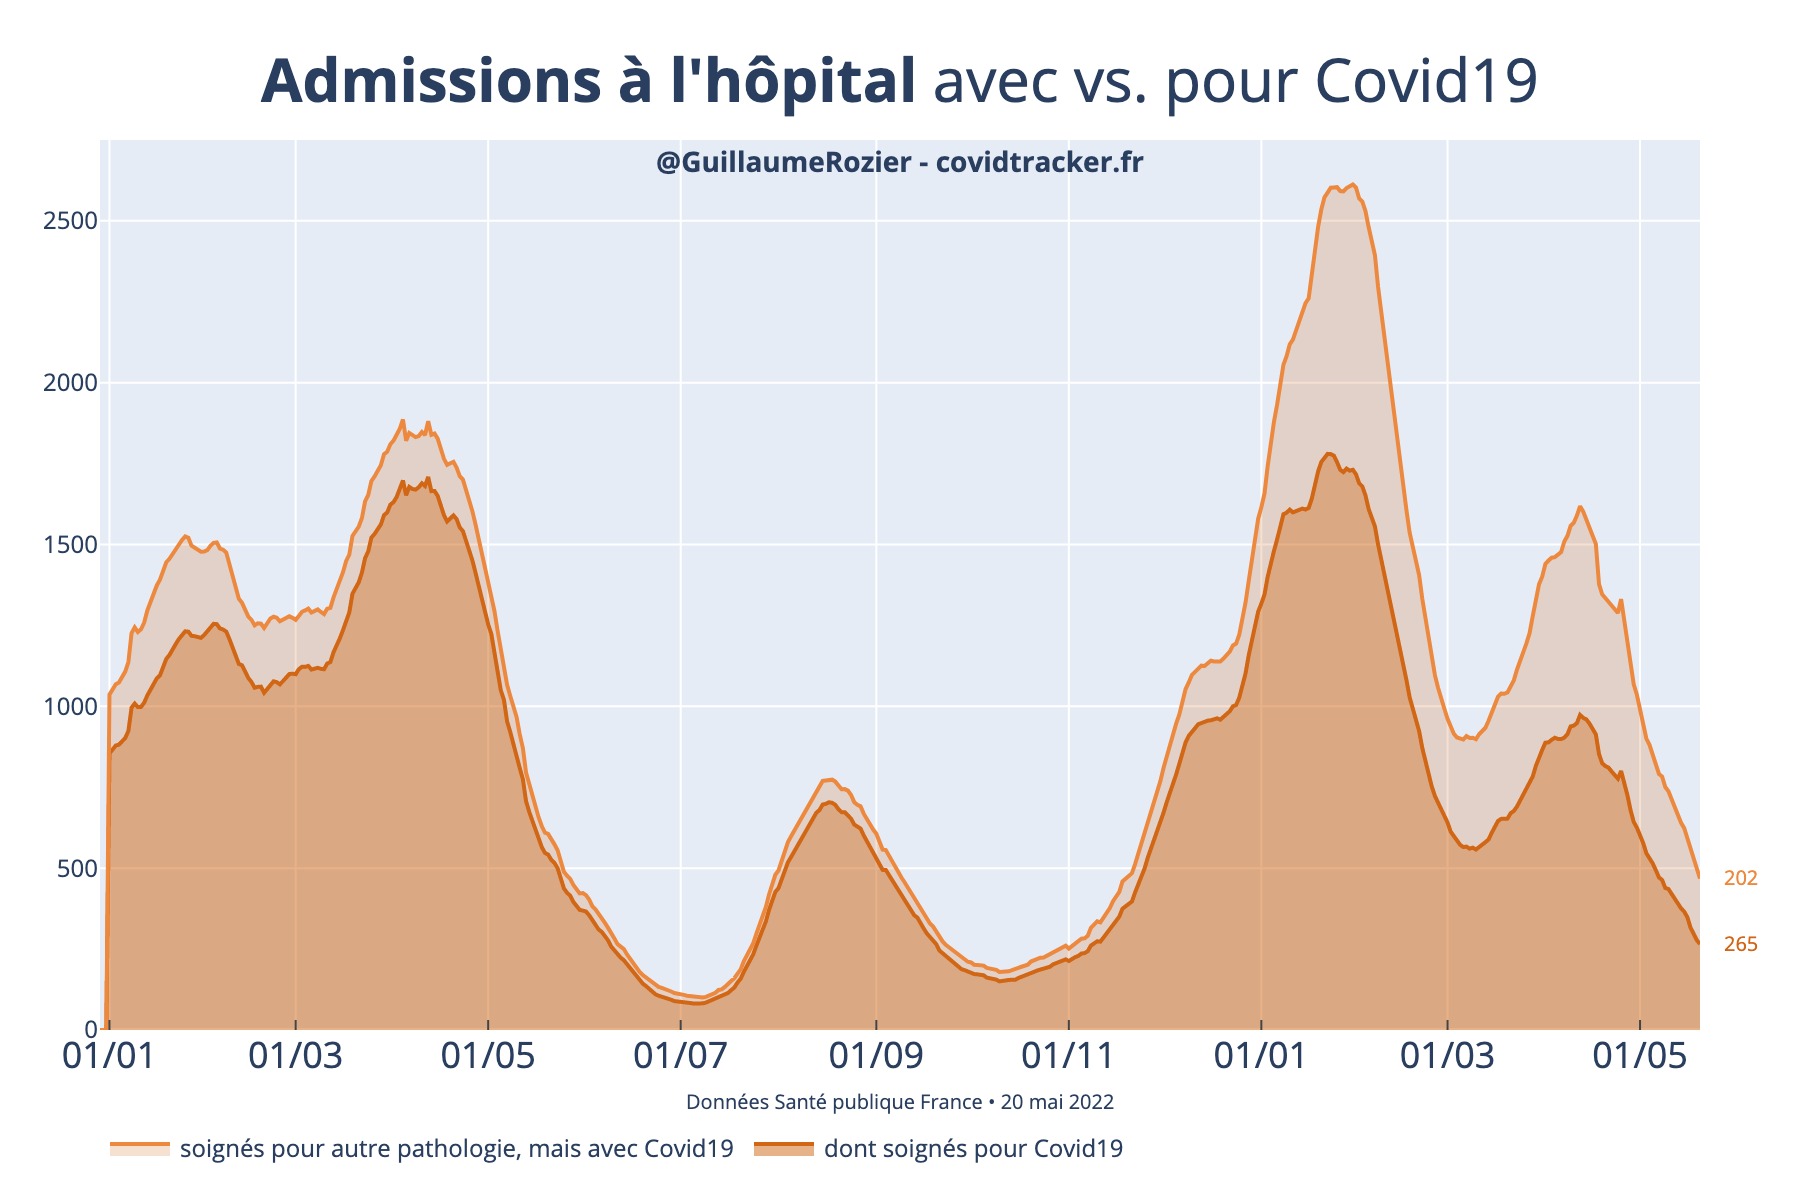 Admissions à l'hôpital avec vs. pour Covid19
@GuillaumeRozier - covidtracker.fr
2500
2000
1500
1000
500
0
202
265
01/01 01/03 01/05 01/07 01/09 01/11 01/01 01/03 01/05
Données Santé publique France • 20 mai 2022
soignés pour autre pathologie, mais avec Covid19 dont soignés pour Covid19